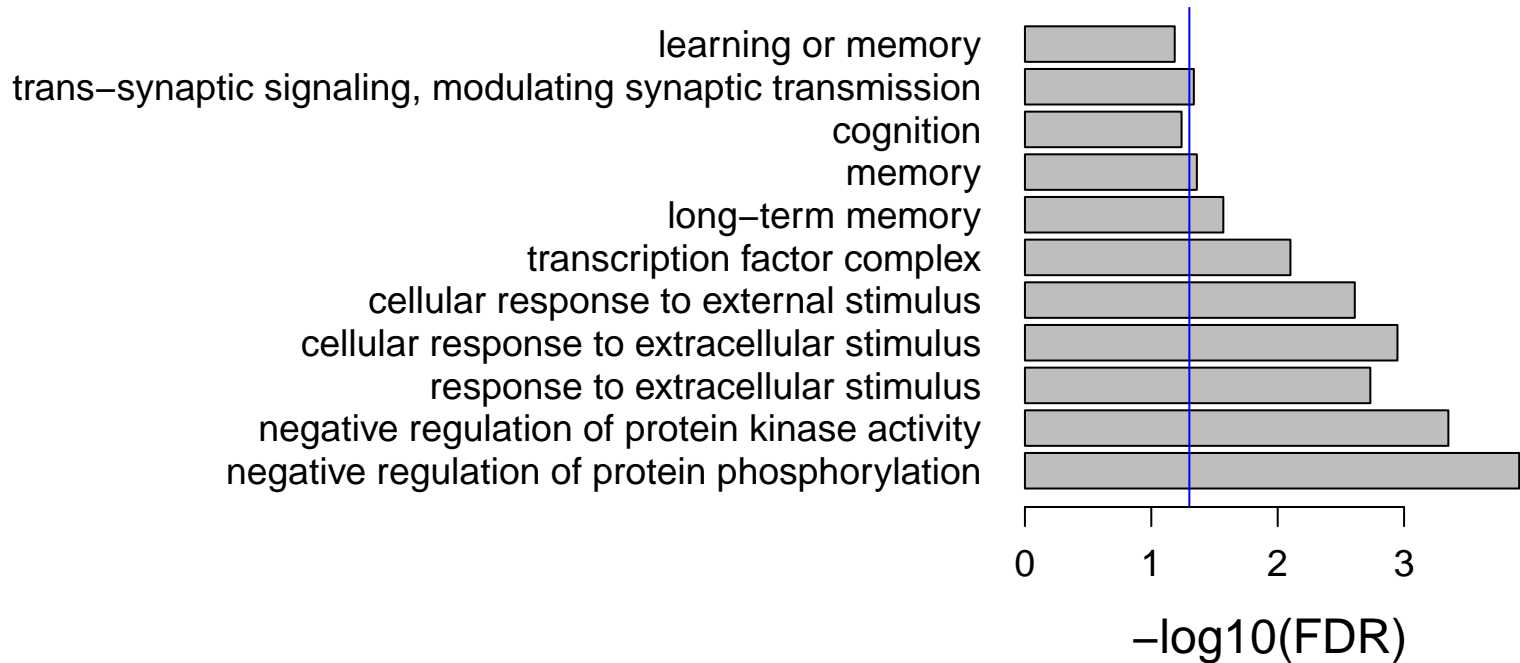 learning or memory
trans−synaptic signaling, modulating synaptic transmission
cognition
memory
long−term memory
transcription factor complex
cellular response to external stimulus
cellular response to extracellular stimulus
response to extracellular stimulus
negative regulation of protein kinase activity
negative regulation of protein phosphorylation
0 1 2 3
−log10(FDR)